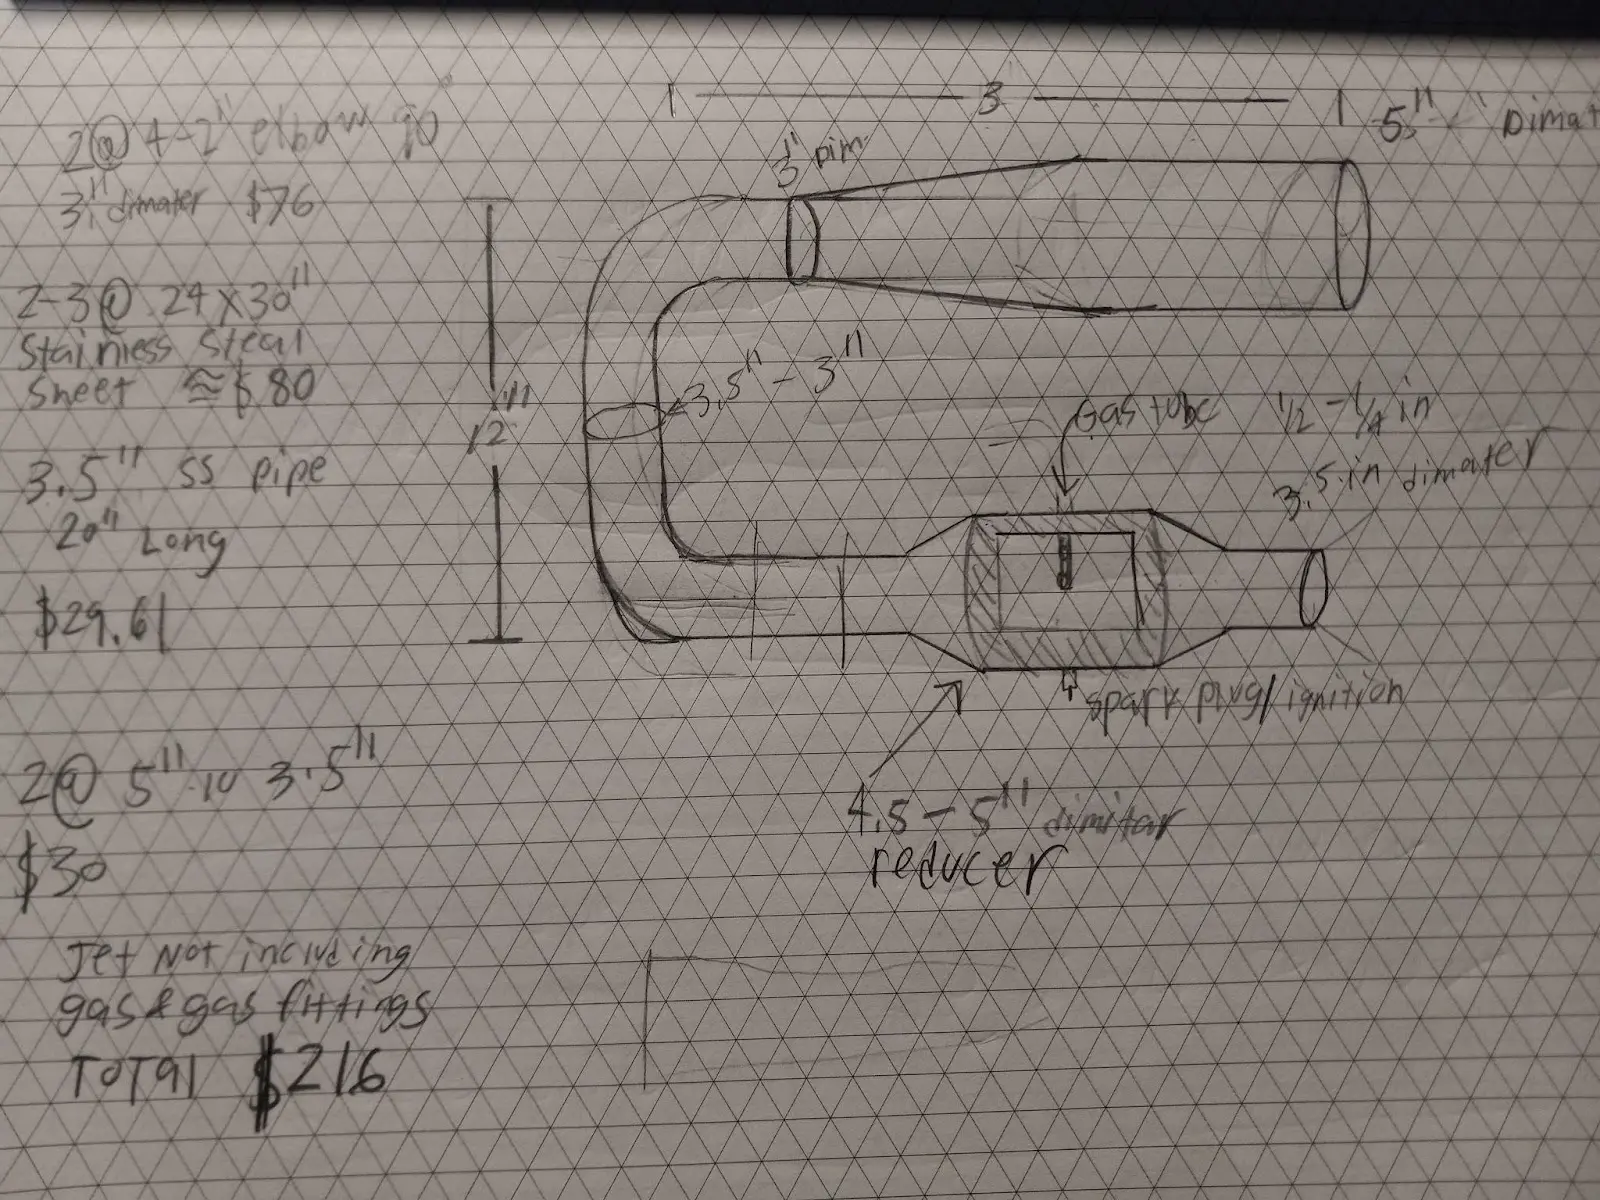 2@ 4-2" elbow 90°
3" dimater $76
2-3@ 24x30"
Stainless Steal
Sheet ≈ $80
3.5" SS pipe
20" Long
$29.61
2@ 5" to 3.5"
$30
Jet Not including
gas & gas fittings
TOTAl $216
3
5" Dimat
3" Dim
12"
3.5" - 3"
Gas tube 1/2 - 1/4 in
3.5 in dimater
spark plug/ignition
4.5 - 5" dimitar
reducer